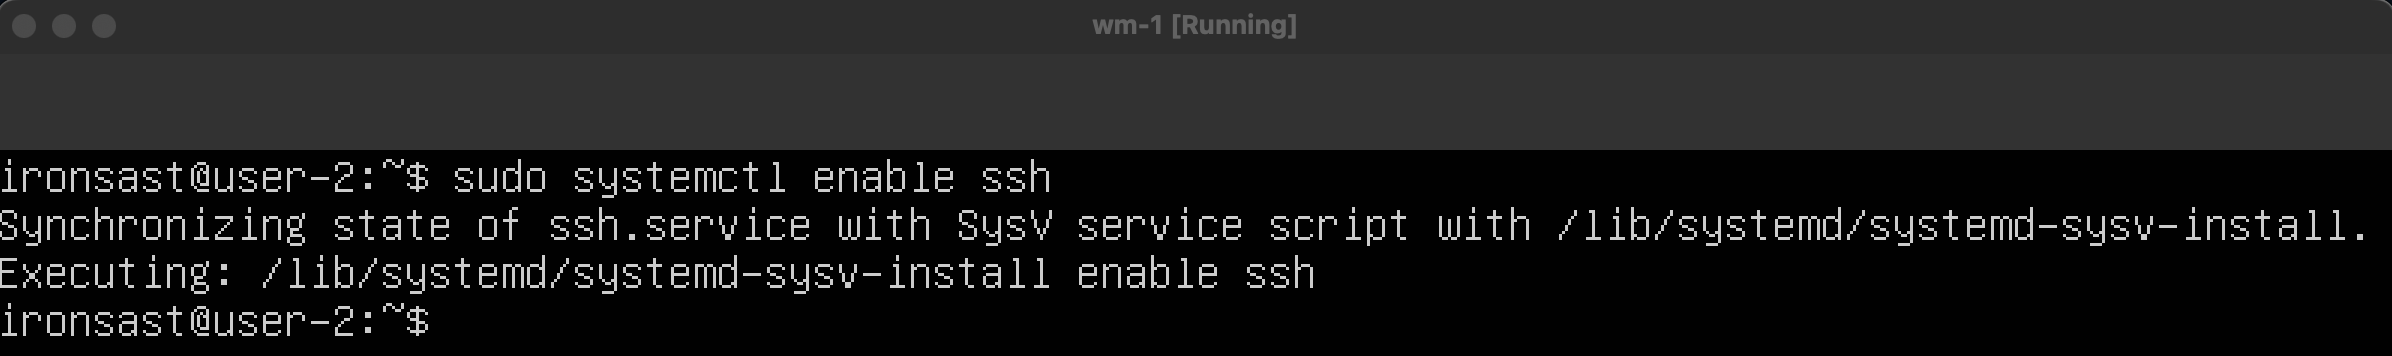 wm-1 [Running]
ironsast@user-2:~$ sudo systemctl enable ssh
Synchronizing state of ssh.service with SysV service script with /lib/systemd/systemd-sysv-install.
Executing: /lib/systemd/systemd-sysv-install enable ssh
ironsast@user-2:~$